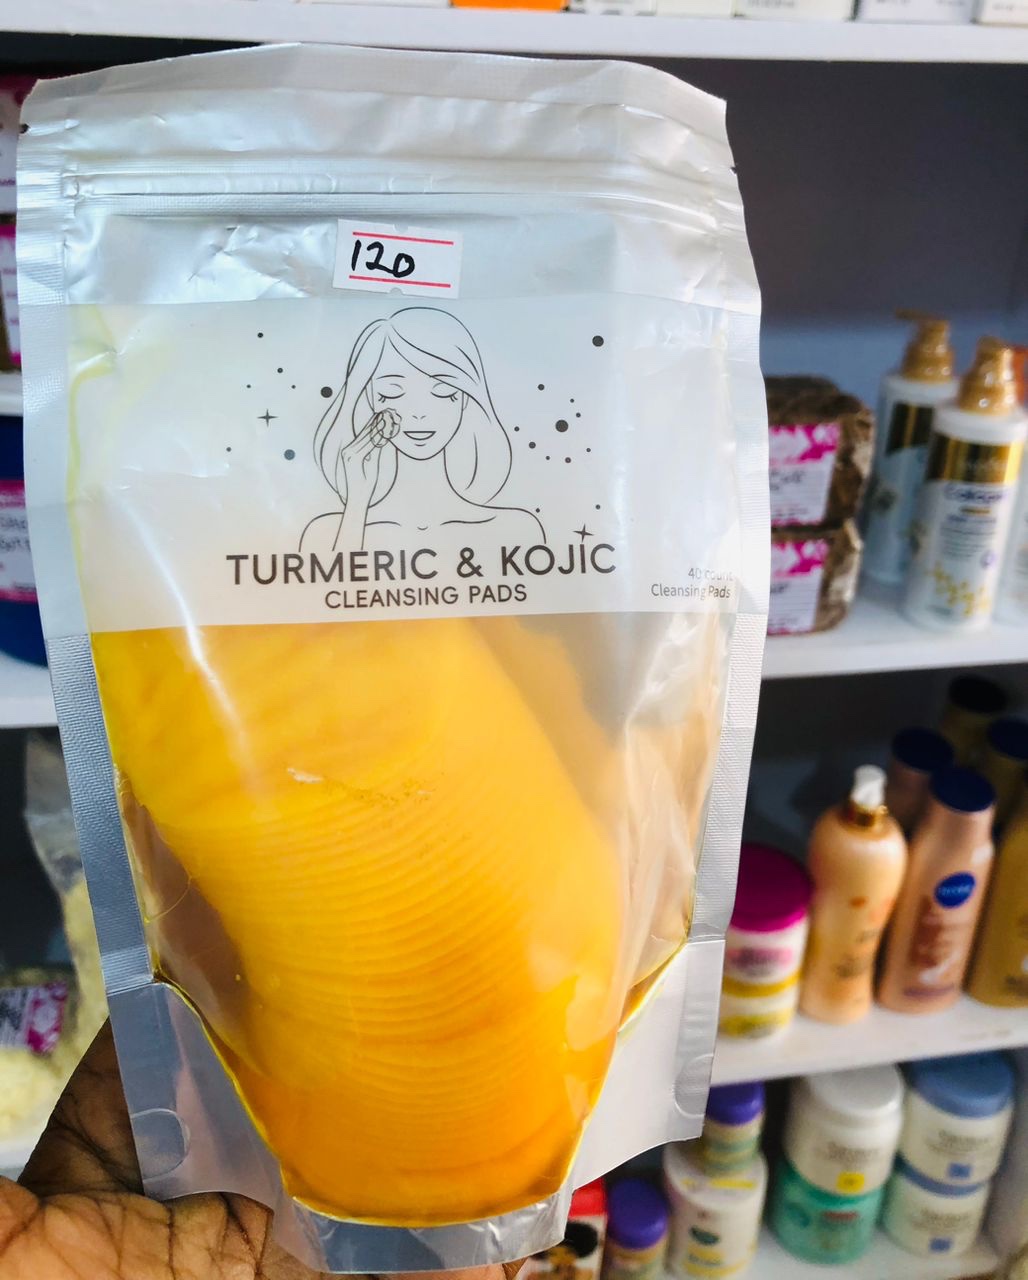 120
TURMERIC & KOJIC
CLEANSING PADS
40 count
Cleansing Pads